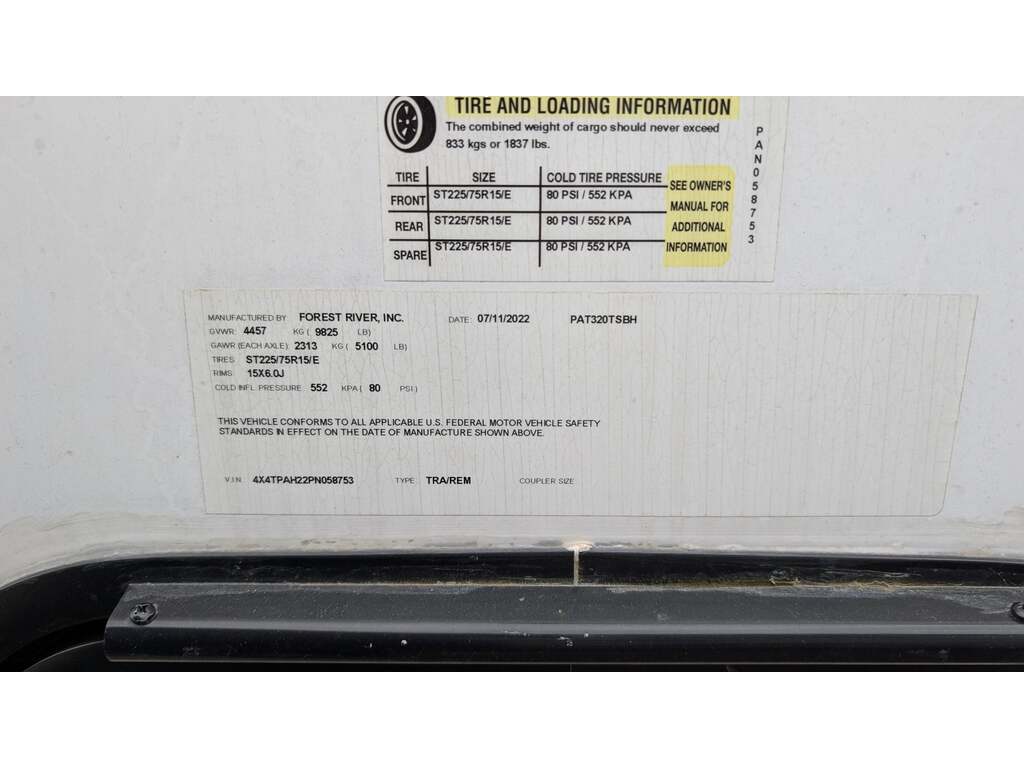 TIRE AND LOADING INFORMATION
The combined weight of cargo should never exceed
833 kgs or 1837 lbs.
TIRE SIZE COLD TIRE PRESSURE
FRONT ST225/75R15/E 80 PSI / 552 KPA
REAR ST225/75R15/E 80 PSI / 552 KPA
SPARE ST225/75R15/E 80 PSI / 552 KPA
SEE OWNER'S
MANUAL FOR
ADDITIONAL
INFORMATION
PAN058753
MANUFACTURED BY: FOREST RIVER, INC. DATE: 07/11/2022 PAT320TSBH
GVWR: 4457 KG ( 9825 LB)
GAWR (EACH AXLE): 2313 KG ( 5100 LB)
TIRES: ST225/75R15/E
RIMS: 15X6.0J
COLD INFL. PRESSURE: 552 KPA ( 80 PSI)
THIS VEHICLE CONFORMS TO ALL APPLICABLE U.S. FEDERAL MOTOR VEHICLE SAFETY
STANDARDS IN EFFECT ON THE DATE OF MANUFACTURE SHOWN ABOVE.
V.I.N. 4X4TPAH22PN058753 TYPE TRA/REM COUPLER SIZE